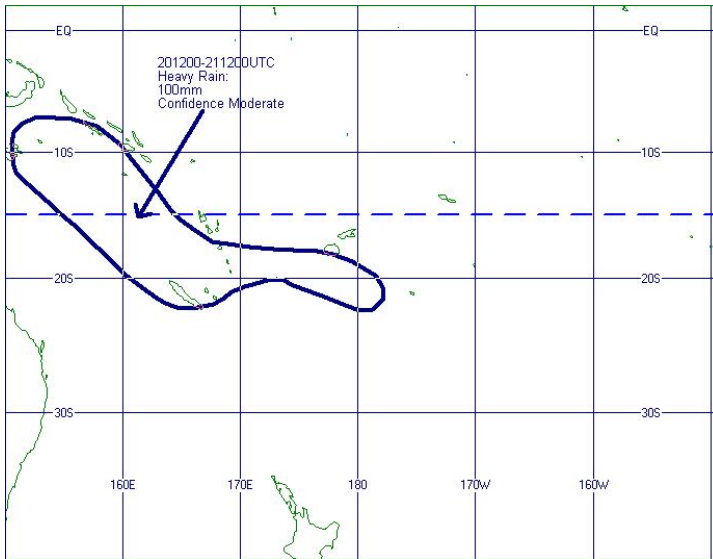 EQ EQ
201200-211200UTC
Heavy Rain:
100mm
Confidence Moderate
10S 10S
20S 20S
30S 30S
160E 170E 180 170W 160W